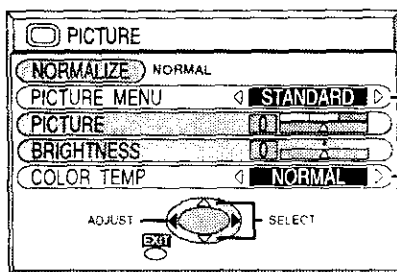 PICTURE
NORMALIZE NORMAL
PICTURE MENU STANDARD
PICTURE 0
BRIGHTNESS 0
COLOR TEMP NORMAL
ADJUST SELECT
EXIT